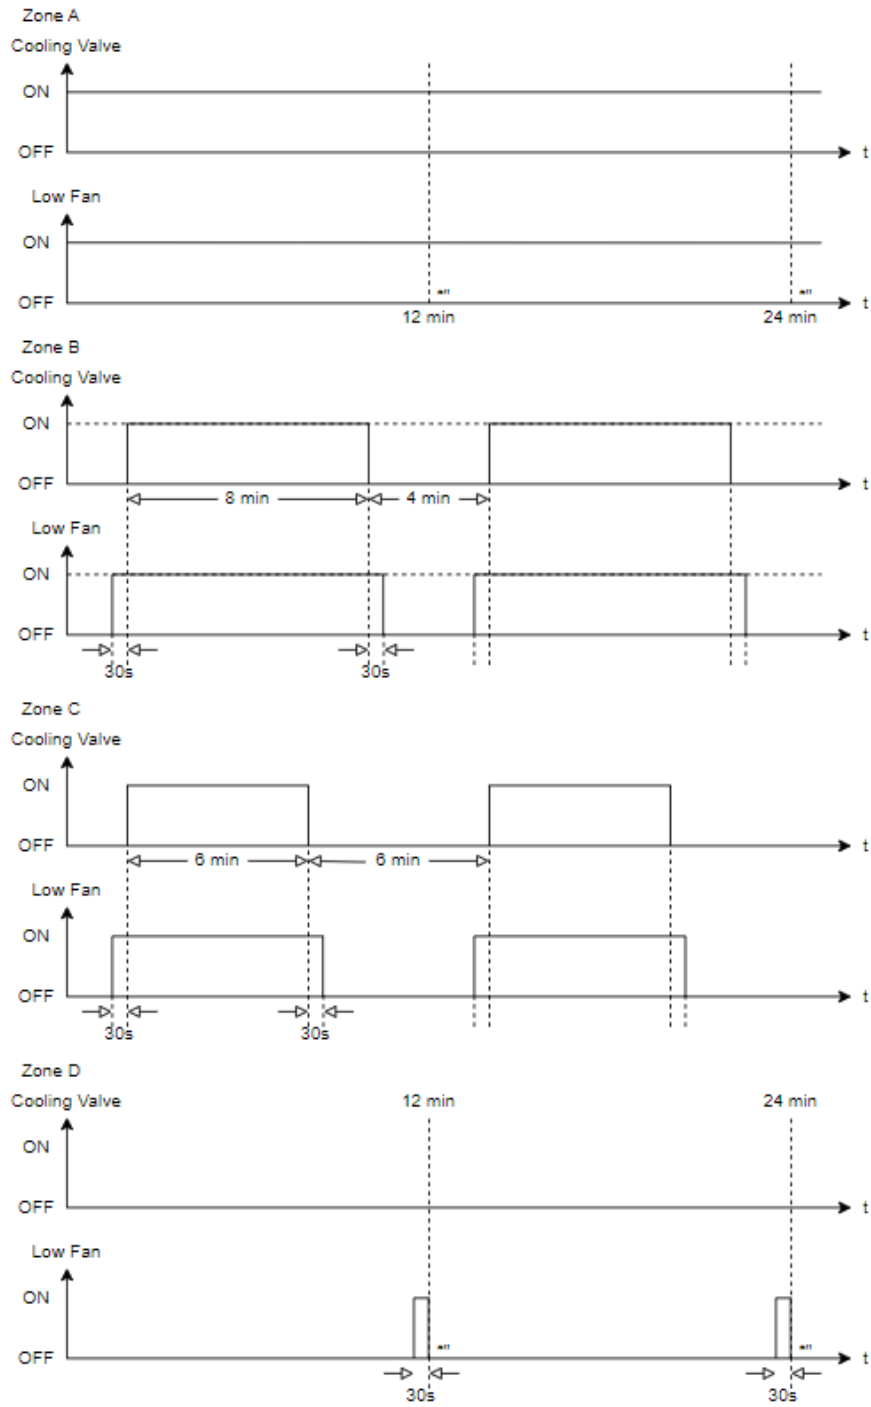 Zone A
Cooling Valve
ON
OFF
t
Low Fan
ON
OFF
*"
*"
t
12 min
24 min
Zone B
Cooling Valve
ON
OFF
t
8 min
4 min
Low Fan
ON
OFF
t
30s
30s
Zone C
Cooling Valve
ON
OFF
t
6 min
6 min
Low Fan
ON
OFF
t
30s
30s
Zone D
Cooling Valve
12 min
24 min
ON
OFF
t
Low Fan
ON
OFF
*"
*"
t
30s
30s